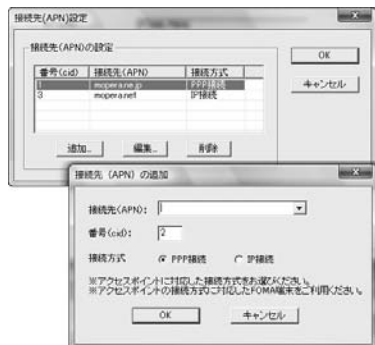 接続先(APN)設定
接続先(APN)の設定
番号(cid) 接続先(APN) 接続方式
1 mopera.ne.jp PPP接続
3 mopera.net IP接続
追加... 編集... 削除
OK
キャンセル
接続先 (APN) の追加
接続先(APN):
番号(cid): 2
接続方式 PPP接続 IP接続
※アクセスポイントに対応した接続方式をお選びください。
※アクセスポイントの接続方式に対応したFOMA端末をご利用ください。
OK キャンセル